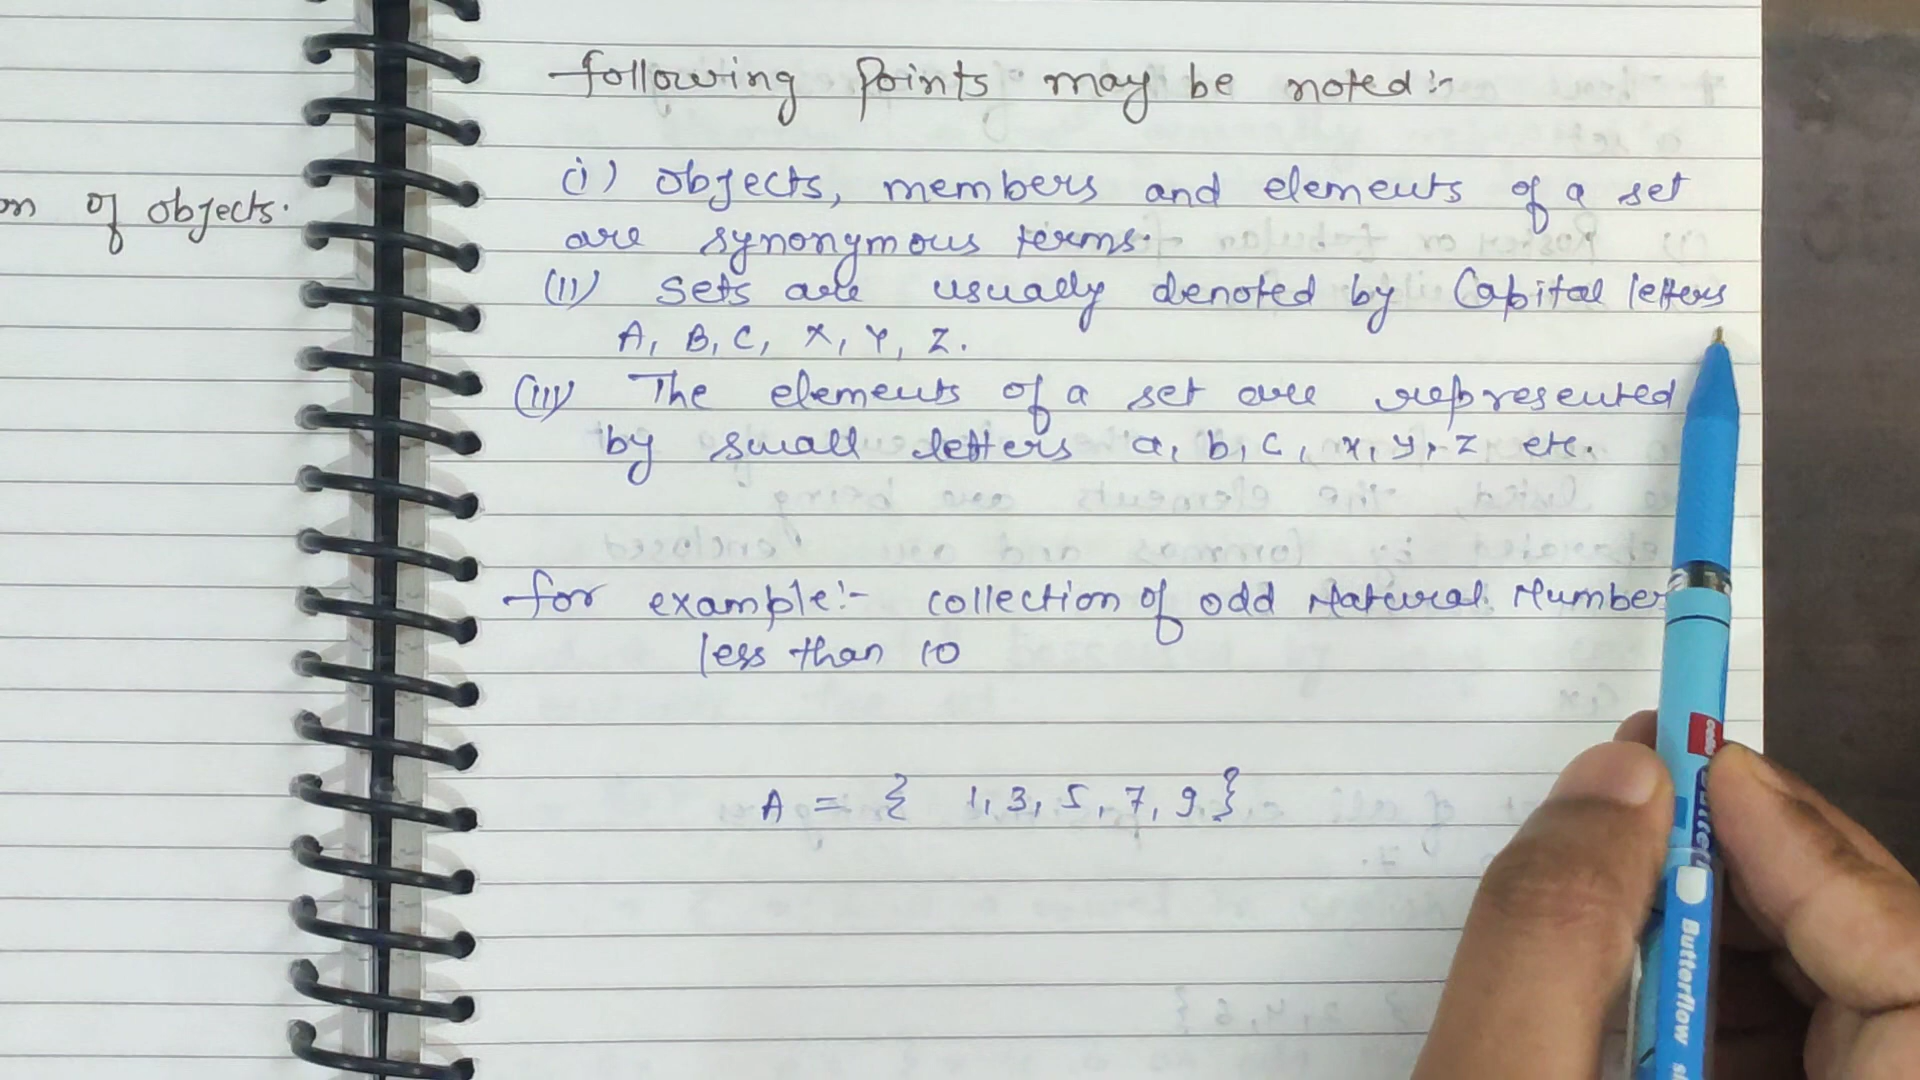 on of objects.
following Points may be noted:-
(i) objects, members and elements of a set
are synonymous terms.
(ii) Sets are usually denoted by Capital letters
A, B, C, X, Y, Z.
(iii) The elements of a set are represented
by small letters a, b, c, x, y, z etc.
for example:- collection of odd Natural Number
less than 10
A = { 1, 3, 5, 7, 9 }
cello
Butterflow